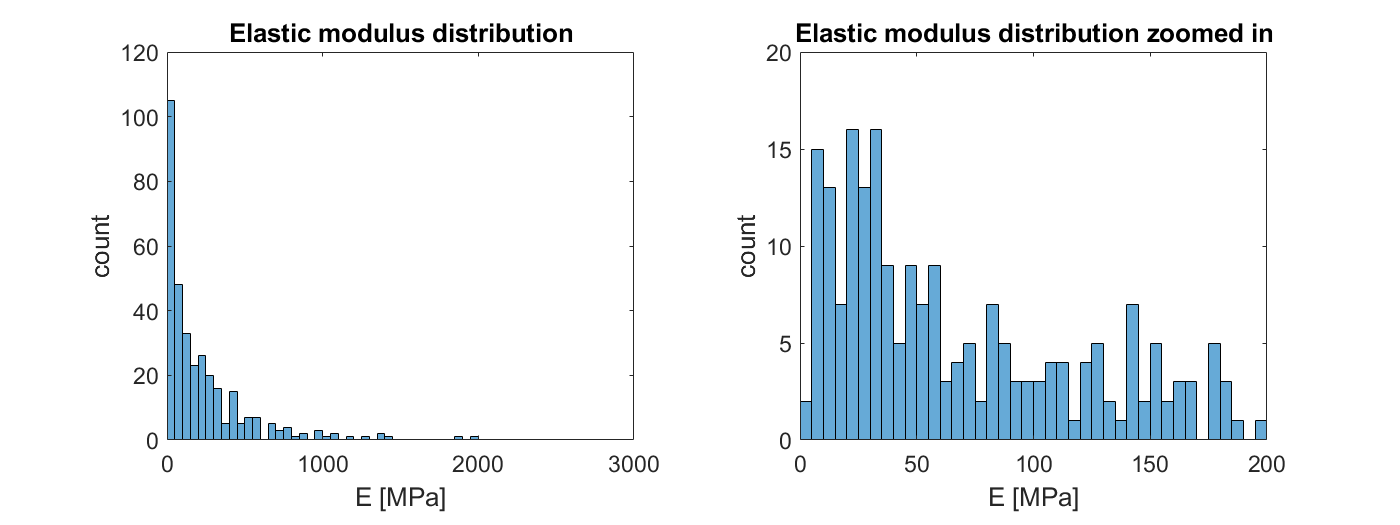 Elastic modulus distribution
120
100
80
60
40
20
0
count
0 1000 2000 3000
E [MPa]
Elastic modulus distribution zoomed in
20
15
10
5
0
count
0 50 100 150 200
E [MPa]